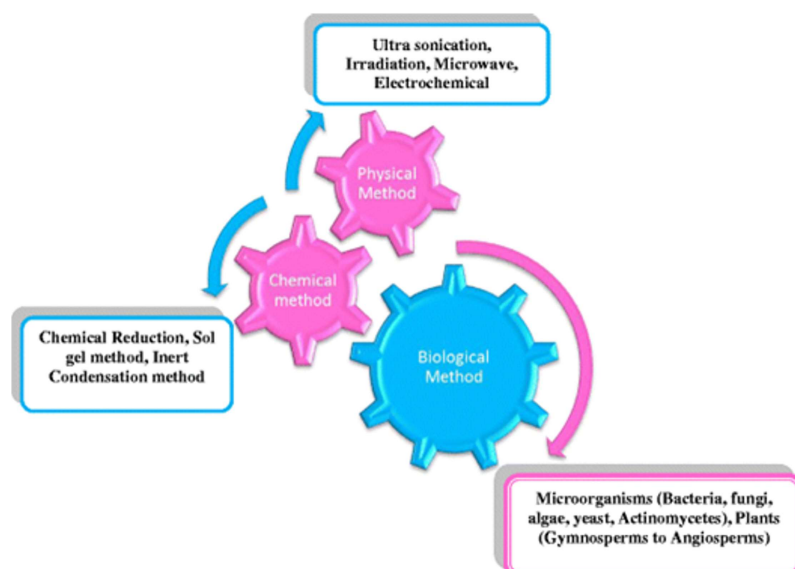 Ultra sonication,
Irradiation, Microwave,
Electrochemical
Physical
Method
Chemical
method
Chemical Reduction, Sol
gel method, Inert
Condensation method
Biological
Method
Microorganisms (Bacteria, fungi,
algae, yeast, Actinomycetes), Plants
(Gymnosperms to Angiosperms)